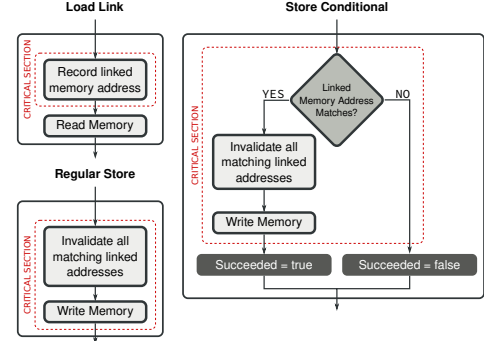 Load Link
CRITICAL SECTION
Record linked
memory address
Read Memory
Regular Store
CRITICAL SECTION
Invalidate all
matching linked
addresses
Write Memory
Store Conditional
CRITICAL SECTION
Linked
Memory Address
Matches?
YES
NO
Invalidate all
matching linked
addresses
Write Memory
Succeeded = true
Succeeded = false